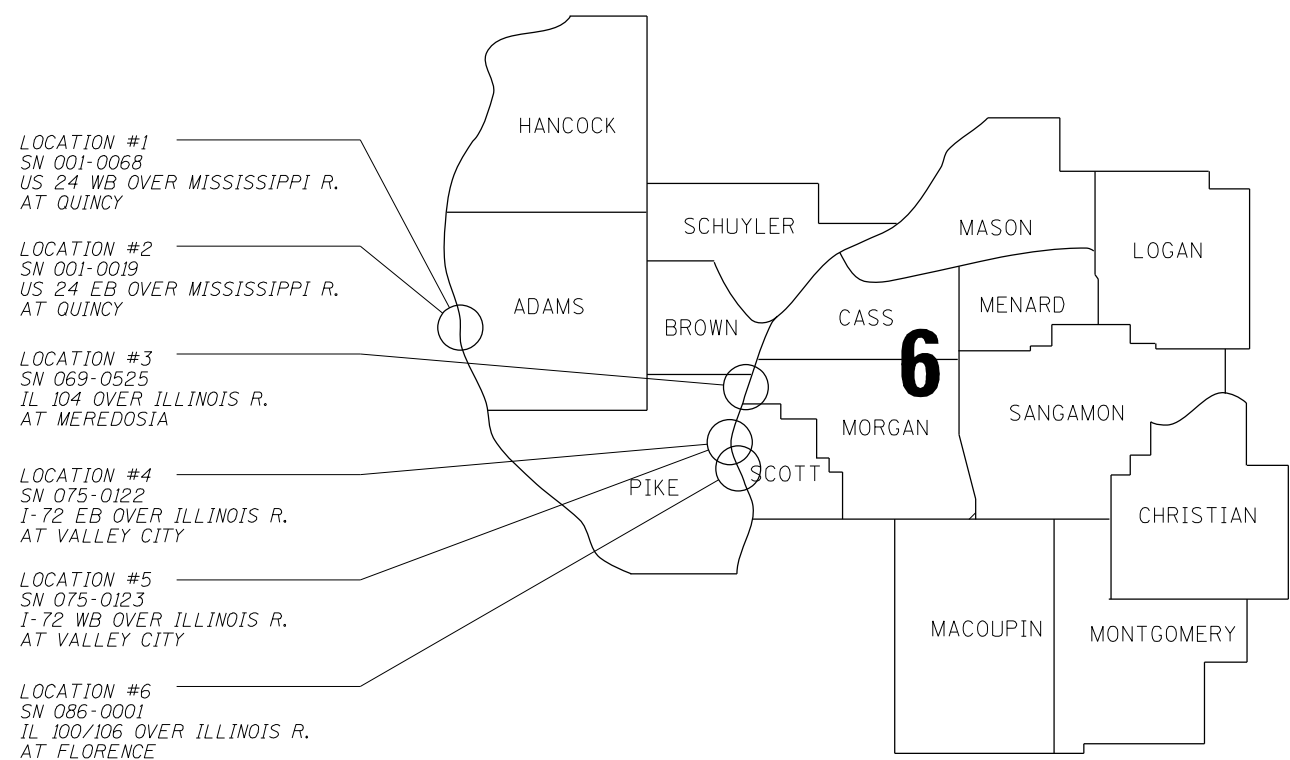 LOCATION #1
SN 001-0068
US 24 WB OVER MISSISSIPPI R.
AT QUINCY
LOCATION #2
SN 001-0019
US 24 EB OVER MISSISSIPPI R.
AT QUINCY
LOCATION #3
SN 069-0525
IL 104 OVER ILLINOIS R.
AT MEREDOSIA
LOCATION #4
SN 075-0122
I-72 EB OVER ILLINOIS R.
AT VALLEY CITY
LOCATION #5
SN 075-0123
I-72 WB OVER ILLINOIS R.
AT VALLEY CITY
LOCATION #6
SN 086-0001
IL 100/106 OVER ILLINOIS R.
AT FLORENCE
HANCOCK
SCHUYLER
MASON
LOGAN
ADAMS
BROWN
CASS
MENARD
6
MORGAN
SANGAMON
PIKE
SCOTT
CHRISTIAN
MACOUPIN
MONTGOMERY